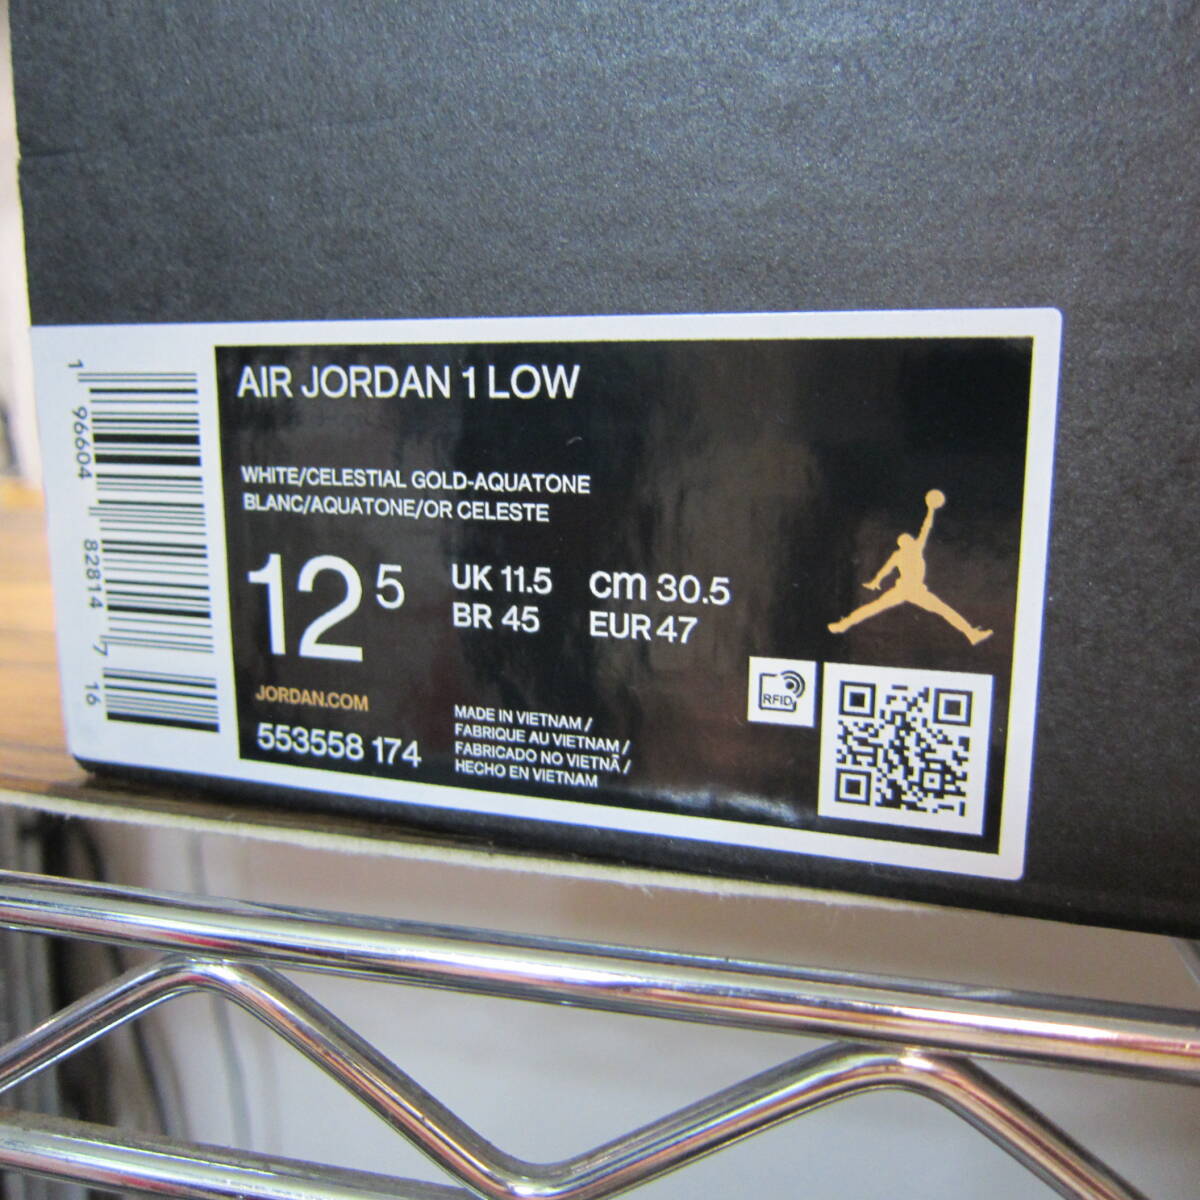 AIR JORDAN 1 LOW
WHITE/CELESTIAL GOLD-AQUATONE
BLANC/AQUATONE/OR CELESTE
12 5
UK 11.5 cm 30.5
BR 45 EUR 47
JORDAN.COM
553558 174
MADE IN VIETNAM /
FABRIQUE AU VIETNAM /
FABRICADO NO VIETNÃ /
HECHO EN VIETNAM
RFID
1 96604 82814 7 16